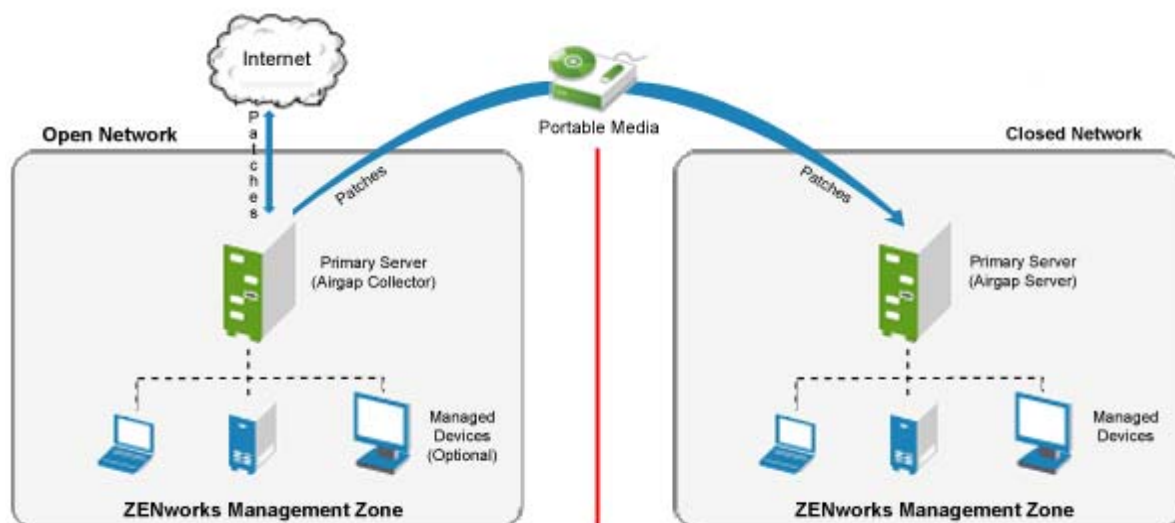 Internet
Patches
Portable Media
Open Network
Closed Network
Patches
Patches
Primary Server
(Airgap Collector)
Primary Server
(Airgap Server)
Managed
Devices
(Optional)
Managed
Devices
ZENworks Management Zone
ZENworks Management Zone